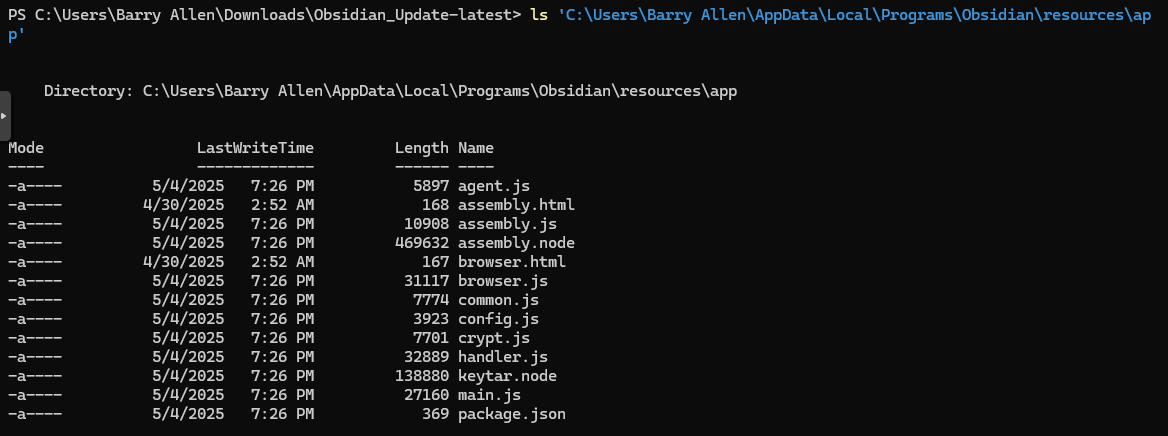 PS C:\Users\Barry Allen\Downloads\Obsidian_Update-latest> ls 'C:\Users\Barry Allen\AppData\Local\Programs\Obsidian\resources\ap
p'
Directory: C:\Users\Barry Allen\AppData\Local\Programs\Obsidian\resources\app
Mode LastWriteTime Length Name
---- ------------- ------ ----
-a---- 5/4/2025 7:26 PM 5897 agent.js
-a---- 4/30/2025 2:52 AM 168 assembly.html
-a---- 5/4/2025 7:26 PM 10908 assembly.js
-a---- 5/4/2025 7:26 PM 469632 assembly.node
-a---- 4/30/2025 2:52 AM 167 browser.html
-a---- 5/4/2025 7:26 PM 31117 browser.js
-a---- 5/4/2025 7:26 PM 7774 common.js
-a---- 5/4/2025 7:26 PM 3923 config.js
-a---- 5/4/2025 7:26 PM 7701 crypt.js
-a---- 5/4/2025 7:26 PM 32889 handler.js
-a---- 5/4/2025 7:26 PM 138880 keytar.node
-a---- 5/4/2025 7:26 PM 27160 main.js
-a---- 5/4/2025 7:26 PM 369 package.json